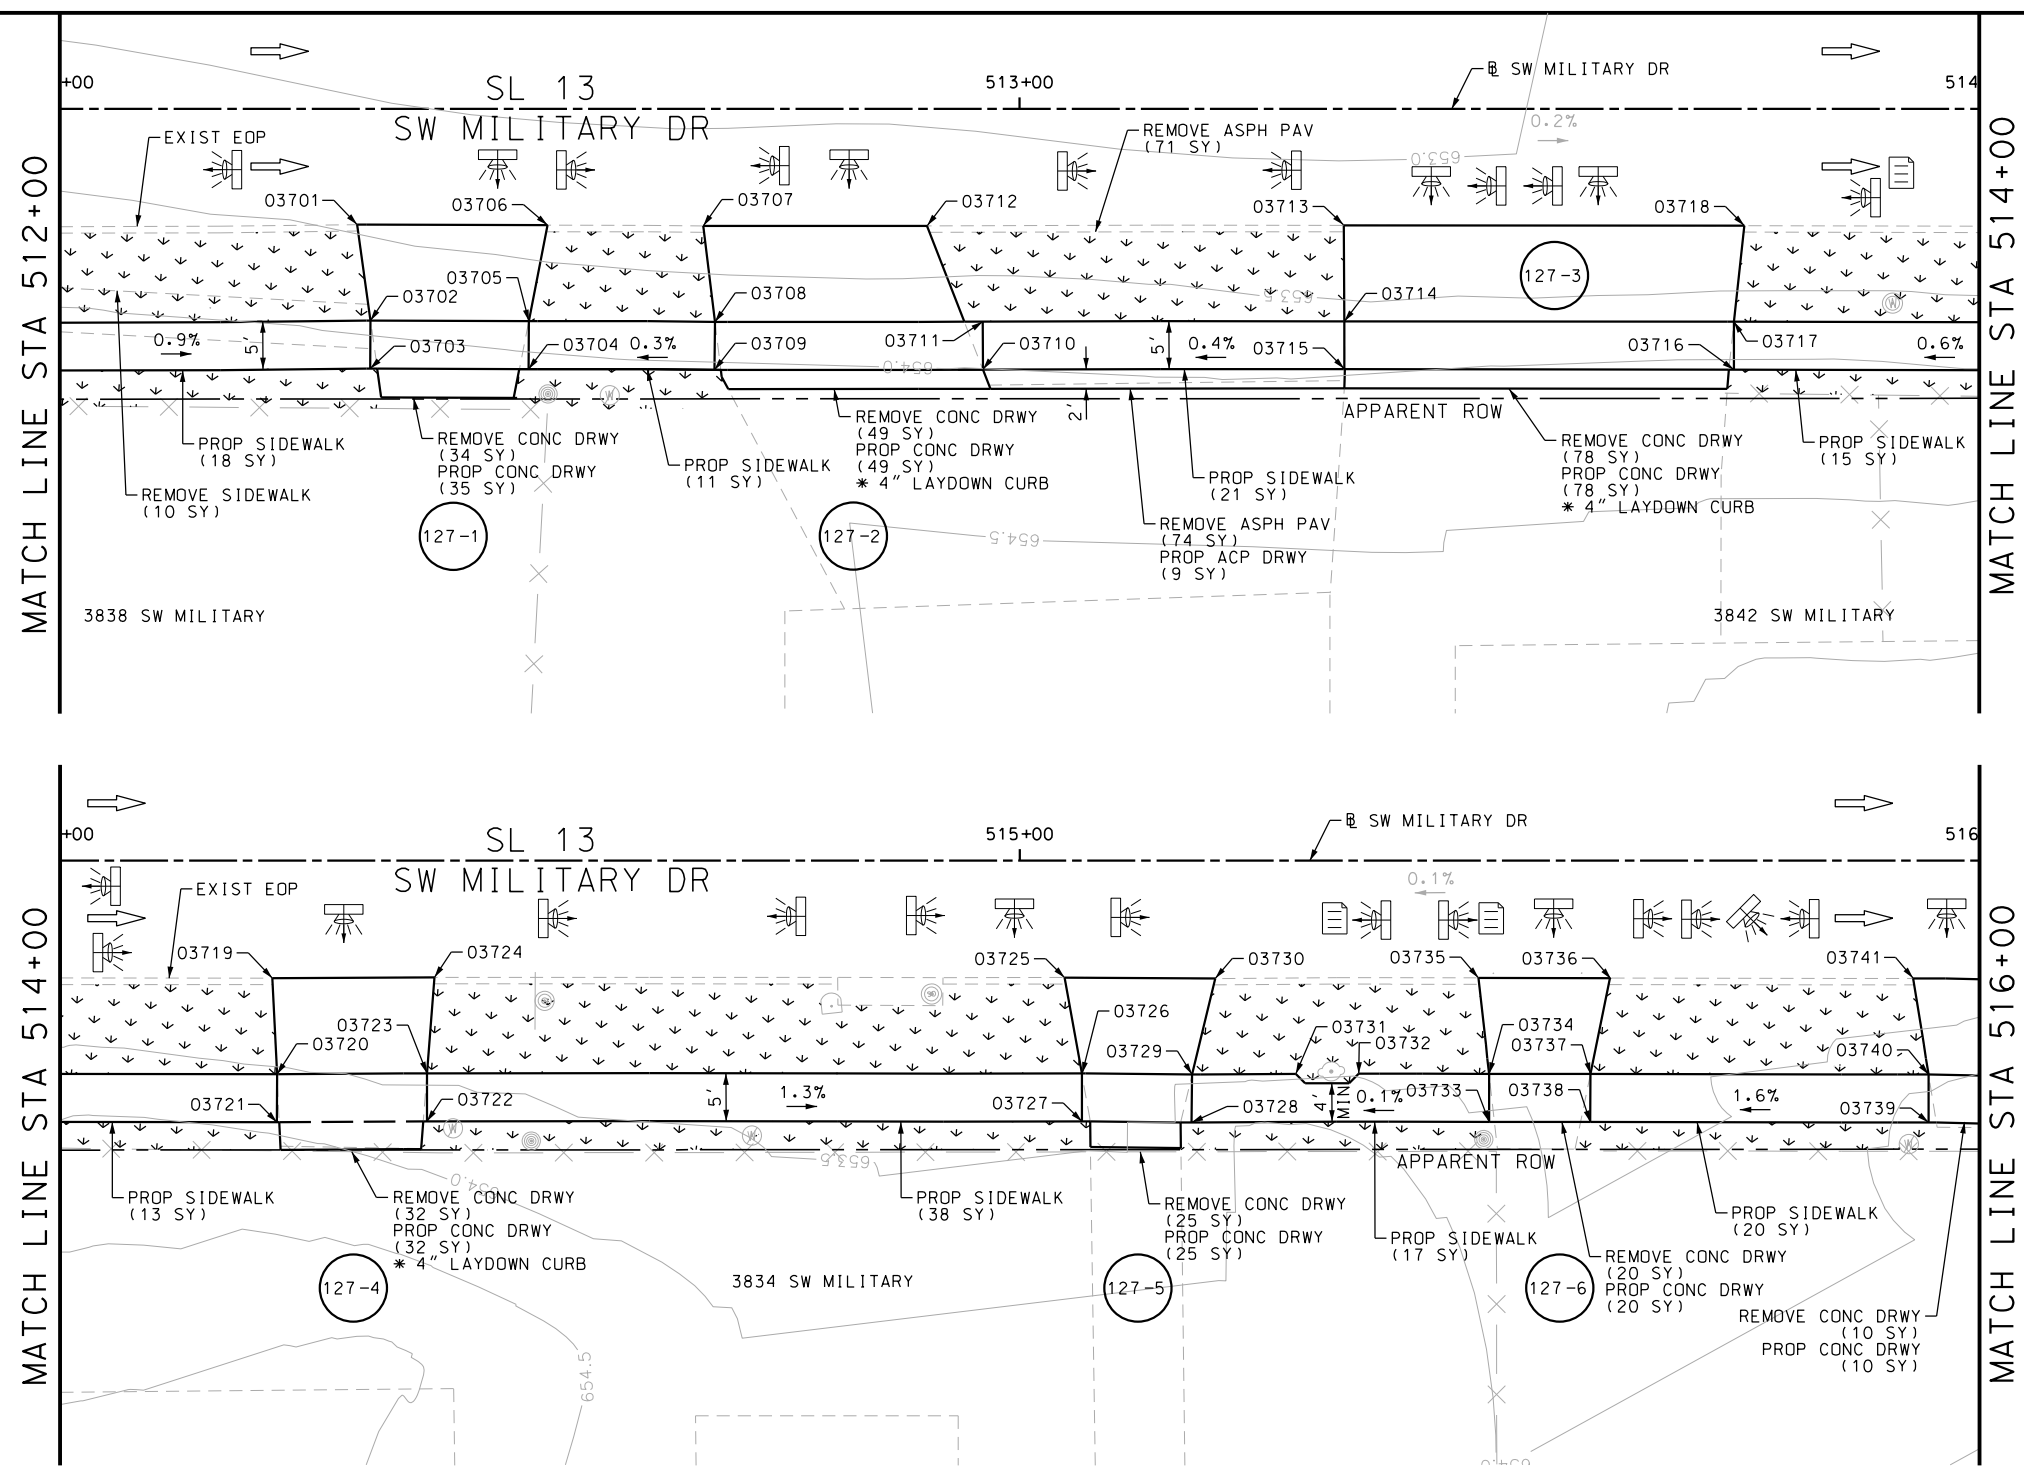 +00
SL 13
513+00
℄ SW MILITARY DR
514
SW MILITARY DR
EXIST EOP
REMOVE ASPH PAV
(71 SY)
0.2%
653.0
MATCH LINE STA 512+00
MATCH LINE STA 514+00
03701
03706
03707
03712
03713
03718
03705
03702
03708
03714
653.5
127-3
0.9%
5'
03703
03704
0.3%
03709
03711
03710
654.0
5'
0.4%
03715
03716
03717
0.6%
2'
APPARENT ROW
PROP SIDEWALK
(18 SY)
REMOVE SIDEWALK
(10 SY)
REMOVE CONC DRWY
(34 SY)
PROP CONC DRWY
(35 SY)
PROP SIDEWALK
(11 SY)
REMOVE CONC DRWY
(49 SY)
PROP CONC DRWY
(49 SY)
* 4" LAYDOWN CURB
PROP SIDEWALK
(21 SY)
REMOVE ASPH PAV
(74 SY)
PROP ACP DRWY
(9 SY)
REMOVE CONC DRWY
(78 SY)
PROP CONC DRWY
(78 SY)
* 4" LAYDOWN CURB
PROP SIDEWALK
(15 SY)
127-1
127-2
654.5
3838 SW MILITARY
3842 SW MILITARY
+00
SL 13
515+00
℄ SW MILITARY DR
516
SW MILITARY DR
EXIST EOP
0.1%
MATCH LINE STA 514+00
MATCH LINE STA 516+00
03719
03724
03725
03730
03735
03736
03741
03723
03720
03726
03729
03731
03732
03734
03737
03740
03721
03722
5'
1.3%
03727
03728
4'
MIN
0.1%
03733
03738
1.6%
03739
653.5
654.0
APPARENT ROW
PROP SIDEWALK
(13 SY)
REMOVE CONC DRWY
(32 SY)
PROP CONC DRWY
(32 SY)
* 4" LAYDOWN CURB
PROP SIDEWALK
(38 SY)
REMOVE CONC DRWY
(25 SY)
PROP CONC DRWY
(25 SY)
PROP SIDEWALK
(17 SY)
REMOVE CONC DRWY
(20 SY)
PROP CONC DRWY
(20 SY)
PROP SIDEWALK
(20 SY)
REMOVE CONC DRWY
(10 SY)
PROP CONC DRWY
(10 SY)
127-4
3834 SW MILITARY
127-5
127-6
654.5
654.0